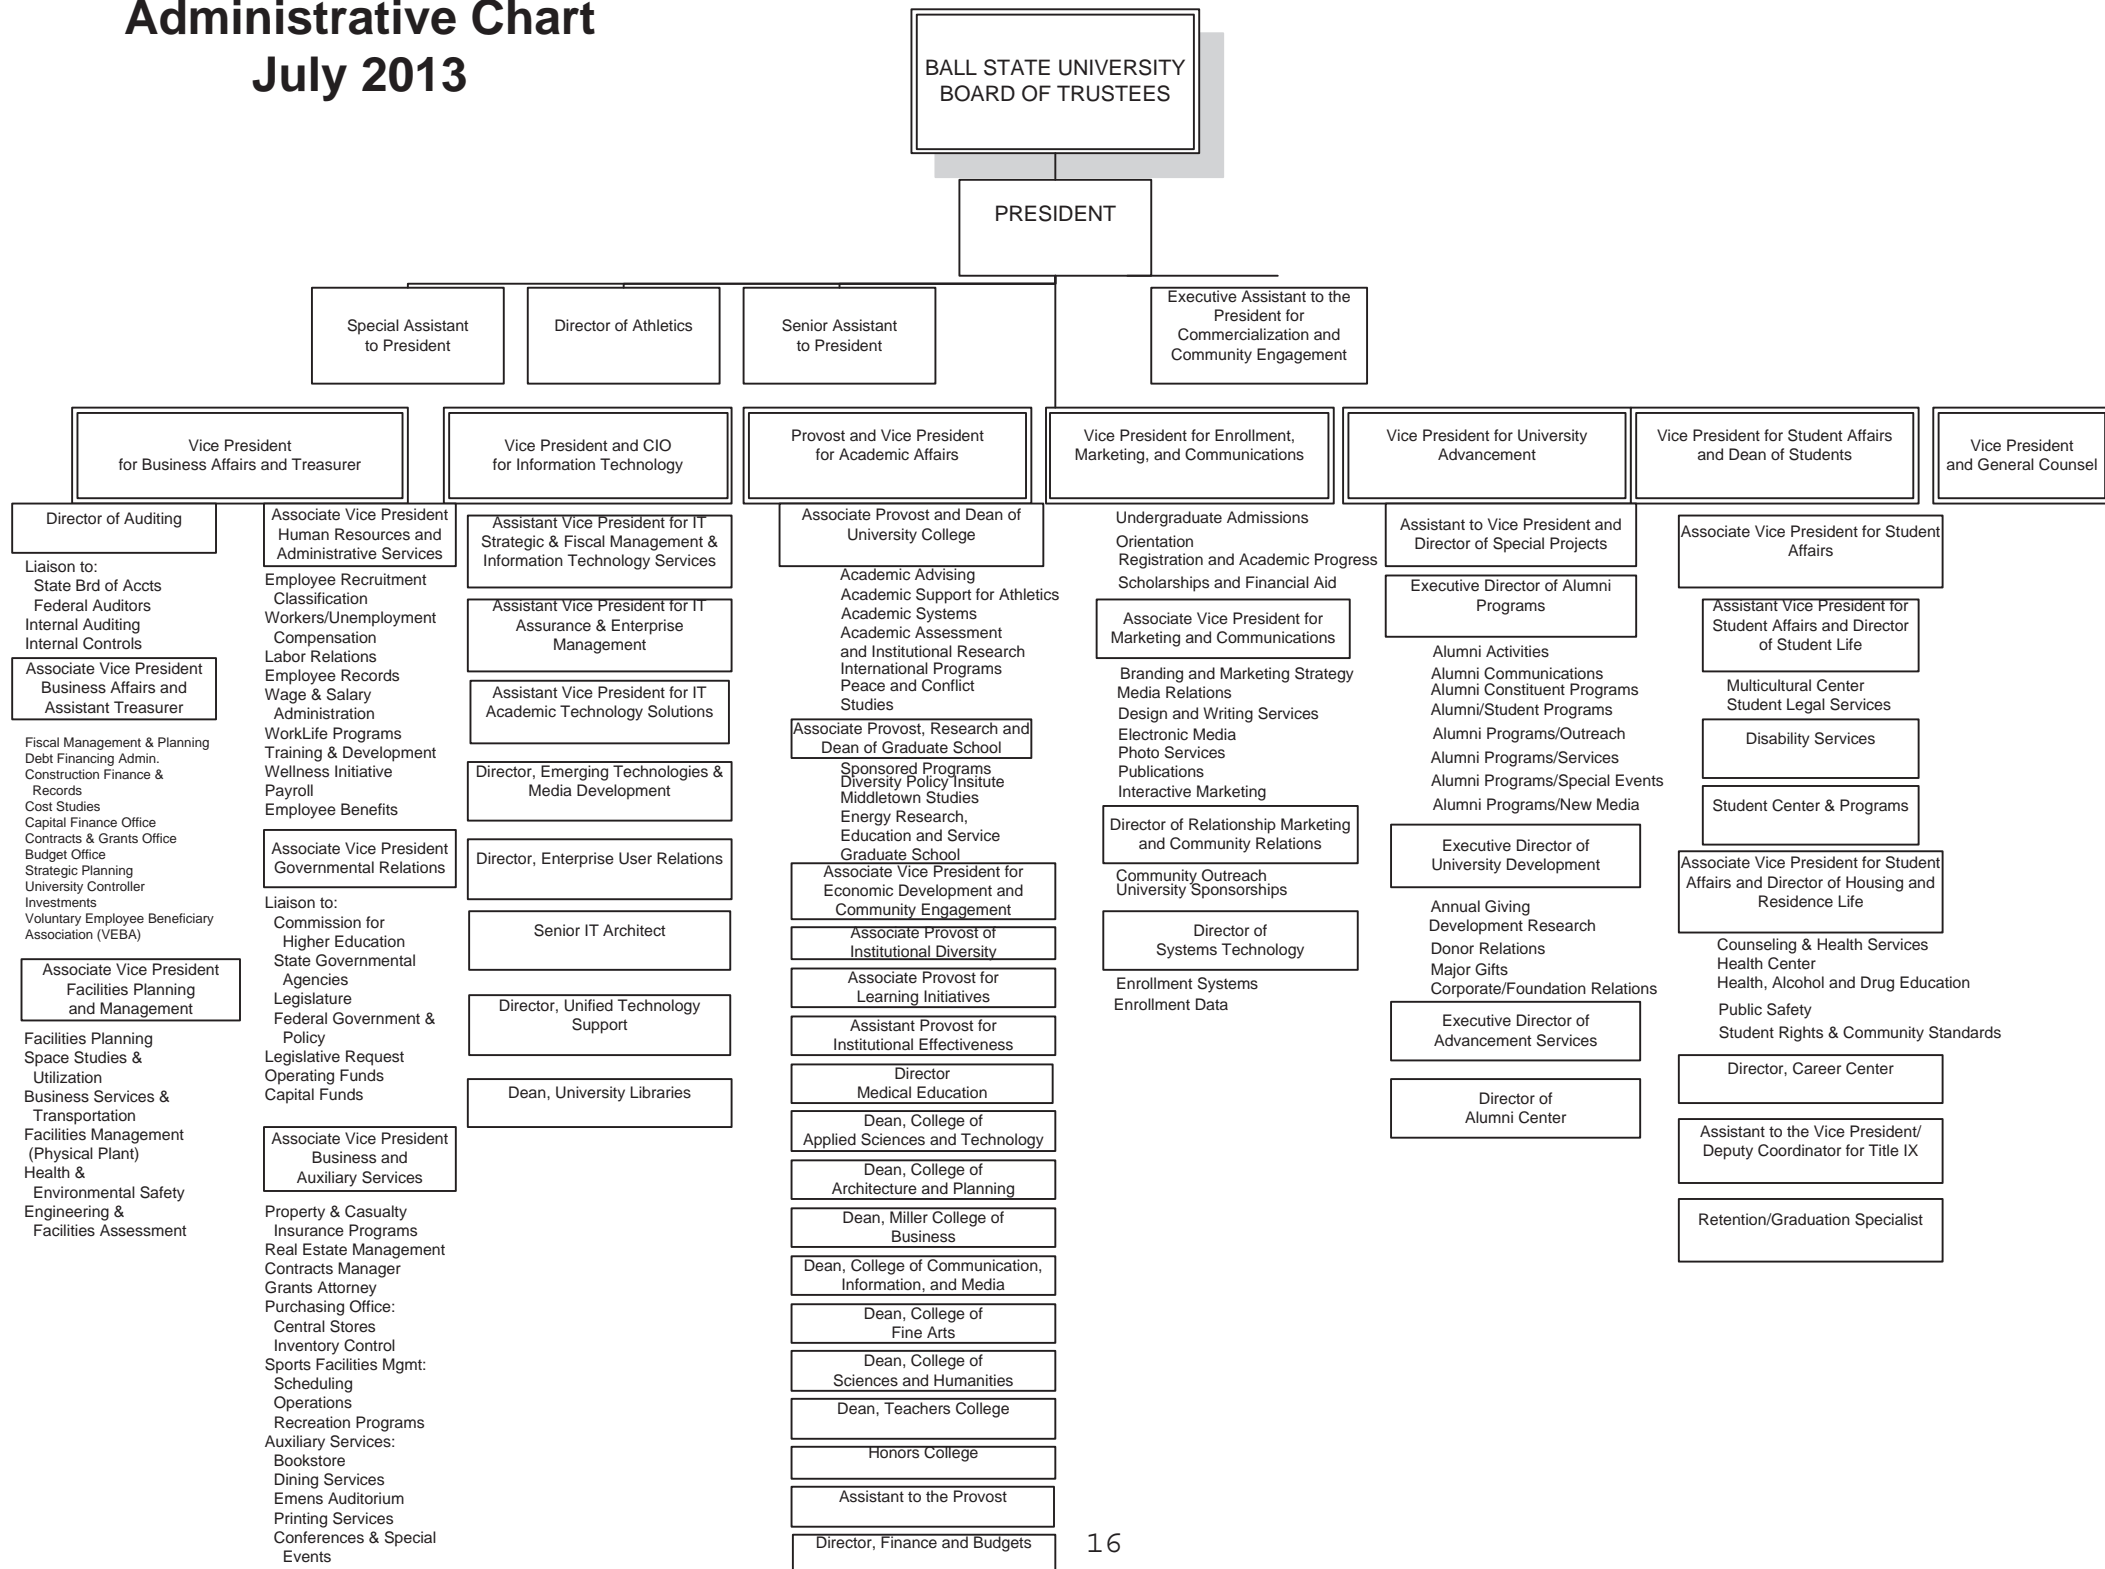 Administrative Chart
July 2013
BALL STATE UNIVERSITY
BOARD OF TRUSTEES
PRESIDENT
Special Assistant
to President
Director of Athletics
Senior Assistant
to President
Executive Assistant to the
President for
Commercialization and
Community Engagement
Vice President
for Business Affairs and Treasurer
Vice President and CIO
for Information Technology
Provost and Vice President
for Academic Affairs
Vice President for Enrollment,
Marketing, and Communications
Vice President for University
Advancement
Vice President for Student Affairs
and Dean of Students
Vice President
and General Counsel
Director of Auditing
Liaison to:
State Brd of Accts
Federal Auditors
Internal Auditing
Internal Controls
Associate Vice President
Business Affairs and
Assistant Treasurer
Fiscal Management & Planning
Debt Financing Admin.
Construction Finance &
Records
Cost Studies
Capital Finance Office
Contracts & Grants Office
Budget Office
Strategic Planning
University Controller
Investments
Voluntary Employee Beneficiary
Association (VEBA)
Associate Vice President
Facilities Planning
and Management
Facilities Planning
Space Studies &
Utilization
Business Services &
Transportation
Facilities Management
(Physical Plant)
Health &
Environmental Safety
Engineering &
Facilities Assessment
Associate Vice President
Human Resources and
Administrative Services
Employee Recruitment
Classification
Workers/Unemployment
Compensation
Labor Relations
Employee Records
Wage & Salary
Administration
WorkLife Programs
Training & Development
Wellness Initiative
Payroll
Employee Benefits
Associate Vice President
Governmental Relations
Liaison to:
Commission for
Higher Education
State Governmental
Agencies
Legislature
Federal Government &
Policy
Legislative Request
Operating Funds
Capital Funds
Associate Vice President
Business and
Auxiliary Services
Property & Casualty
Insurance Programs
Real Estate Management
Contracts Manager
Grants Attorney
Purchasing Office:
Central Stores
Inventory Control
Sports Facilities Mgmt:
Scheduling
Operations
Recreation Programs
Auxiliary Services:
Bookstore
Dining Services
Emens Auditorium
Printing Services
Conferences & Special
Events
Assistant Vice President for IT
Strategic & Fiscal Management &
Information Technology Services
Assistant Vice President for IT
Assurance & Enterprise
Management
Assistant Vice President for IT
Academic Technology Solutions
Director, Emerging Technologies &
Media Development
Director, Enterprise User Relations
Senior IT Architect
Director, Unified Technology
Support
Dean, University Libraries
Associate Provost and Dean of
University College
Academic Advising
Academic Support for Athletics
Academic Systems
Academic Assessment
and Institutional Research
International Programs
Peace and Conflict
Studies
Associate Provost, Research and
Dean of Graduate School
Sponsored Programs
Diversity Policy Insitute
Middletown Studies
Energy Research,
Education and Service
Graduate School
Associate Vice President for
Economic Development and
Community Engagement
Associate Provost of
Institutional Diversity
Associate Provost for
Learning Initiatives
Assistant Provost for
Institutional Effectiveness
Director
Medical Education
Dean, College of
Applied Sciences and Technology
Dean, College of
Architecture and Planning
Dean, Miller College of
Business
Dean, College of Communication,
Information, and Media
Dean, College of
Fine Arts
Dean, College of
Sciences and Humanities
Dean, Teachers College
Honors College
Assistant to the Provost
Director, Finance and Budgets
Undergraduate Admissions
Orientation
Registration and Academic Progress
Scholarships and Financial Aid
Associate Vice President for
Marketing and Communications
Branding and Marketing Strategy
Media Relations
Design and Writing Services
Electronic Media
Photo Services
Publications
Interactive Marketing
Director of Relationship Marketing
and Community Relations
Community Outreach
University Sponsorships
Director of
Systems Technology
Enrollment Systems
Enrollment Data
Assistant to Vice President and
Director of Special Projects
Executive Director of Alumni
Programs
Alumni Activities
Alumni Communications
Alumni Constituent Programs
Alumni/Student Programs
Alumni Programs/Outreach
Alumni Programs/Services
Alumni Programs/Special Events
Alumni Programs/New Media
Executive Director of
University Development
Annual Giving
Development Research
Donor Relations
Major Gifts
Corporate/Foundation Relations
Executive Director of
Advancement Services
Director of
Alumni Center
Associate Vice President for Student
Affairs
Assistant Vice President for
Student Affairs and Director
of Student Life
Multicultural Center
Student Legal Services
Disability Services
Student Center & Programs
Associate Vice President for Student
Affairs and Director of Housing and
Residence Life
Counseling & Health Services
Health Center
Health, Alcohol and Drug Education
Public Safety
Student Rights & Community Standards
Director, Career Center
Assistant to the Vice President/
Deputy Coordinator for Title IX
Retention/Graduation Specialist
16